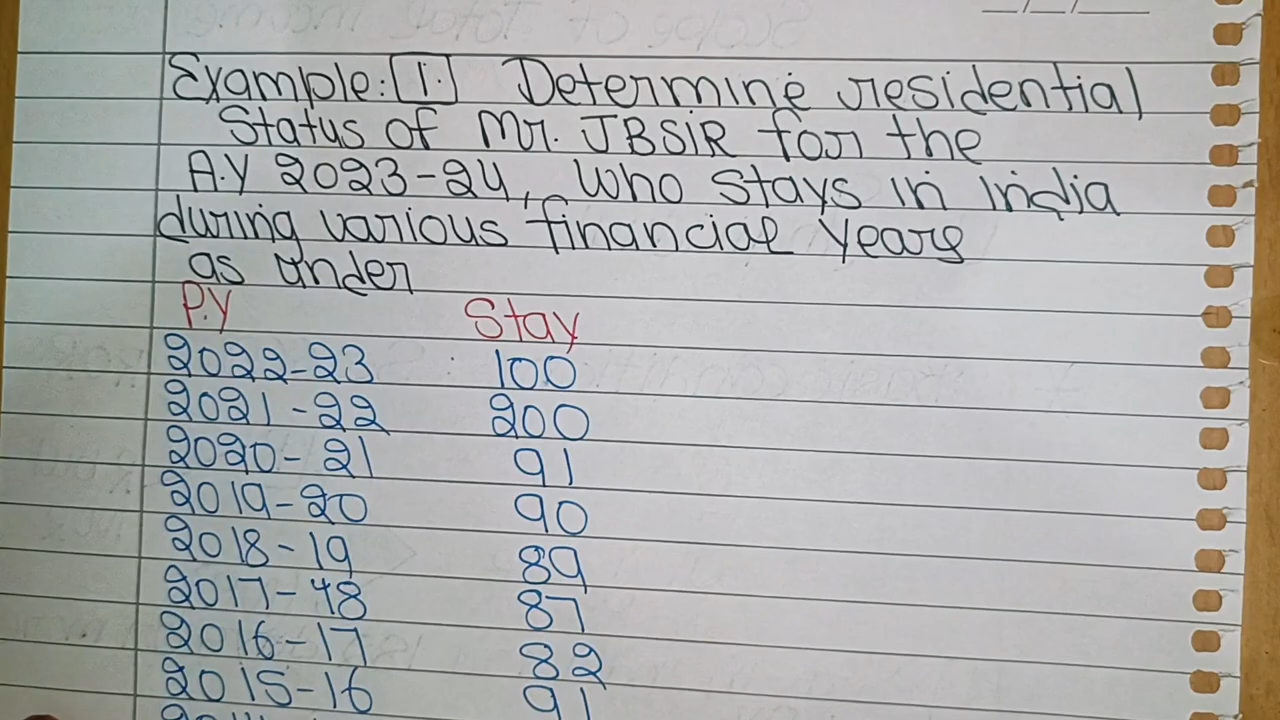 Example:[1.] Determine residential
Status of Mr. JBSIR for the
A.Y 2023-24, Who stays in india
during various financial years
as under
P.Y Stay
2022-23 100
2021-22 200
2020-21 91
2019-20 90
2018-19 89
2017-18 87
2016-17 82
2015-16 91